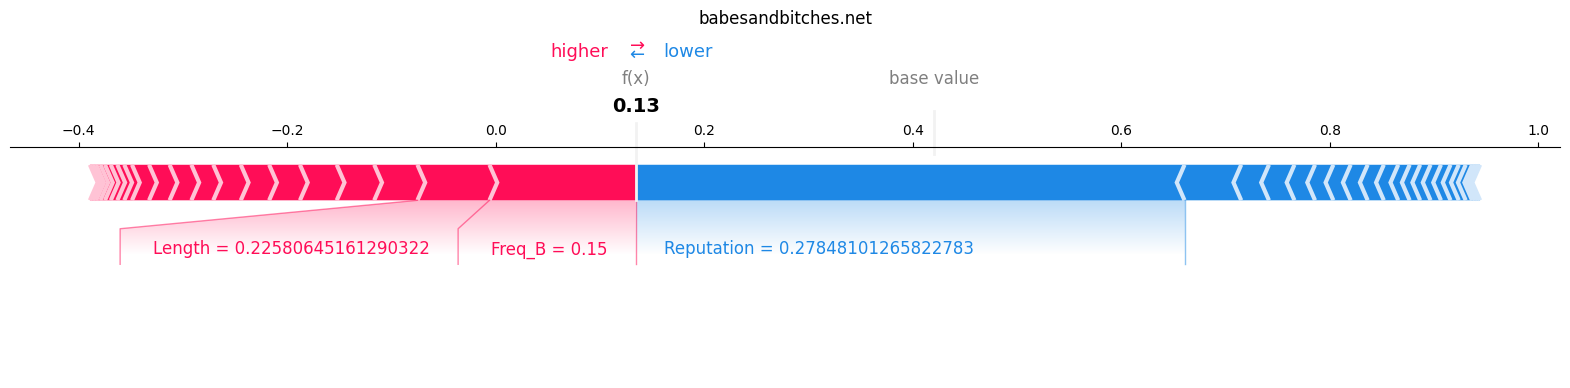 babesandbitches.net
higher ⇄ lower
f(x) base value
0.13
−0.4 −0.2 0.0 0.2 0.4 0.6 0.8 1.0
Length = 0.22580645161290322 Freq_B = 0.15 Reputation = 0.27848101265822783